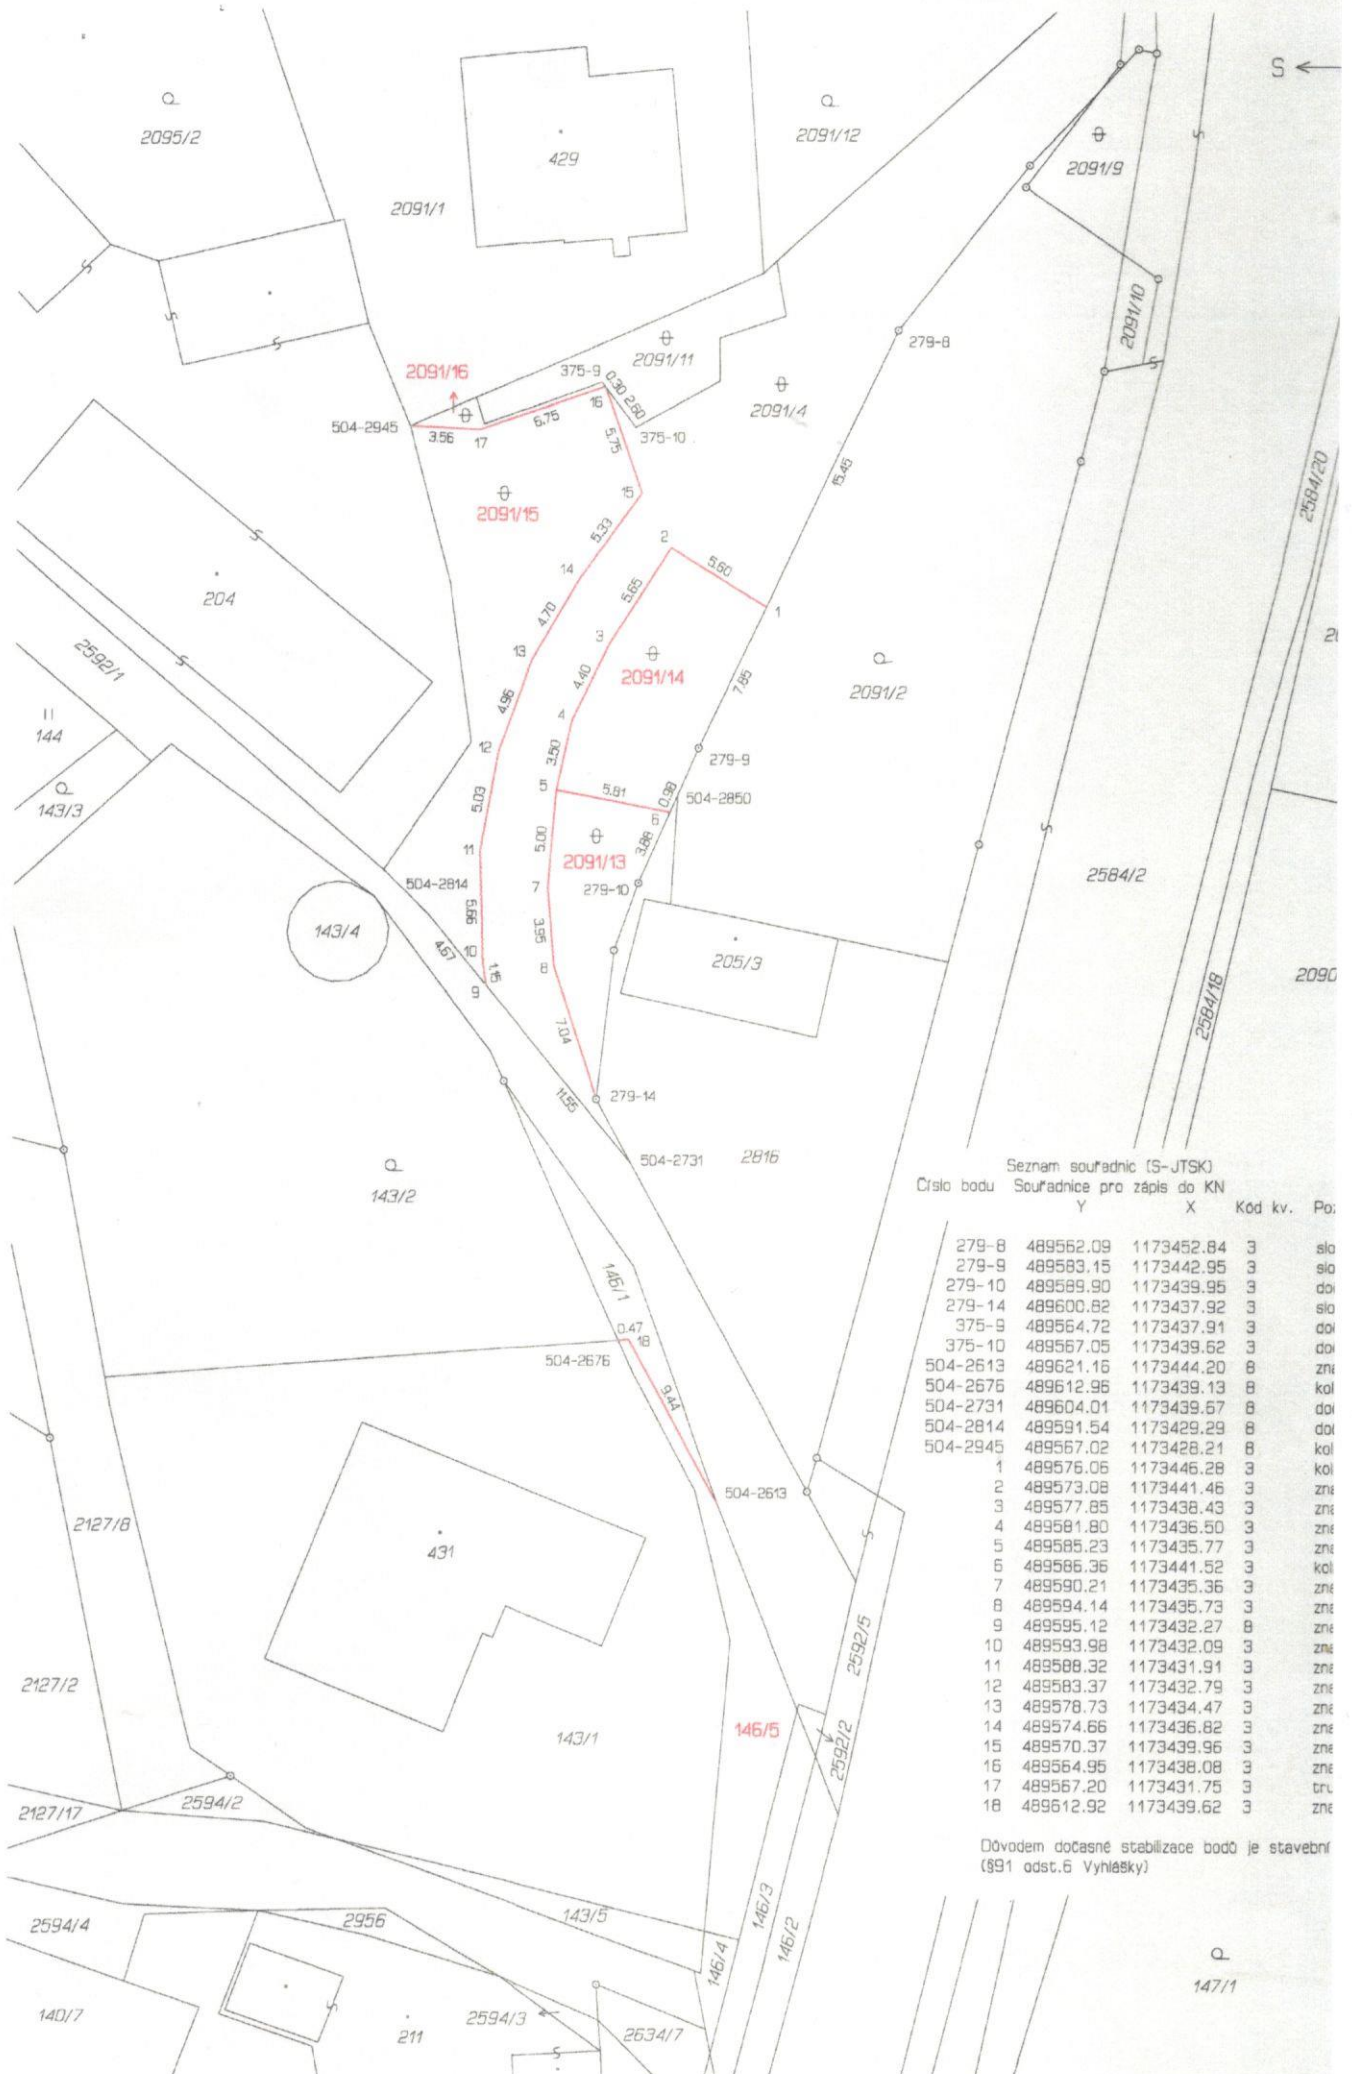 S
2095/2
2091/12
429
2091/9
2091/1
2091/10
279-8
2091/11
375-9
2091/16
0.30
2.60
16
2091/4
504-2945
3.56
17
6.75
375-10
5.75
15.45
2584/20
15
2091/15
2
5.33
5.60
14
5.65
204
4.70
1
3
13
2592/1
2091/14
4.40
7.85
2091/2
4.96
144
4
12
3.50
279-9
143/3
5
5.81
0.98
504-2850
5.03
6
5.00
3.88
11
2091/13
2584/2
504-2814
7
279-10
143/4
5.66
3.95
4.67
10
205/3
8
1.15
2090
9
2584/18
7.04
11.55
279-14
504-2731
2816
143/2
146/1
0.47
18
504-2676
9.44
504-2613
2127/8
431
2592/5
2127/2
143/1
146/5
2592/2
2127/17
2594/2
146/3
2594/4
2956
143/5
146/2
146/4
147/1
140/7
211
2594/3
2634/7
Seznam souřadnic (S-JTSK)
Číslo bodu Souřadnice pro zápis do KN
Y X Kód kv.
279-8 489562.09 1173452.84 3
279-9 489583.15 1173442.95 3
279-10 489589.90 1173439.95 3
279-14 489600.82 1173437.92 3
375-9 489564.72 1173437.91 3
375-10 489567.05 1173439.62 3
504-2613 489621.16 1173444.20 8
504-2676 489612.96 1173439.13 8
504-2731 489604.01 1173439.67 8
504-2814 489591.54 1173429.29 8
504-2945 489567.02 1173428.21 8
1 489576.06 1173446.28 3
2 489573.08 1173441.46 3
3 489577.85 1173438.43 3
4 489581.80 1173436.50 3
5 489585.23 1173435.77 3
6 489586.36 1173441.52 3
7 489590.21 1173435.36 3
8 489594.14 1173435.73 3
9 489595.12 1173432.27 8
10 489593.98 1173432.09 3
11 489588.32 1173431.91 3
12 489583.37 1173432.79 3
13 489578.73 1173434.47 3
14 489574.66 1173436.82 3
15 489570.37 1173439.96 3
16 489564.95 1173438.08 3
17 489567.20 1173431.75 3
18 489612.92 1173439.62 3
Důvodem dočasné stabilizace bodů je stavební
(§91 odst.6 Vyhlášky)